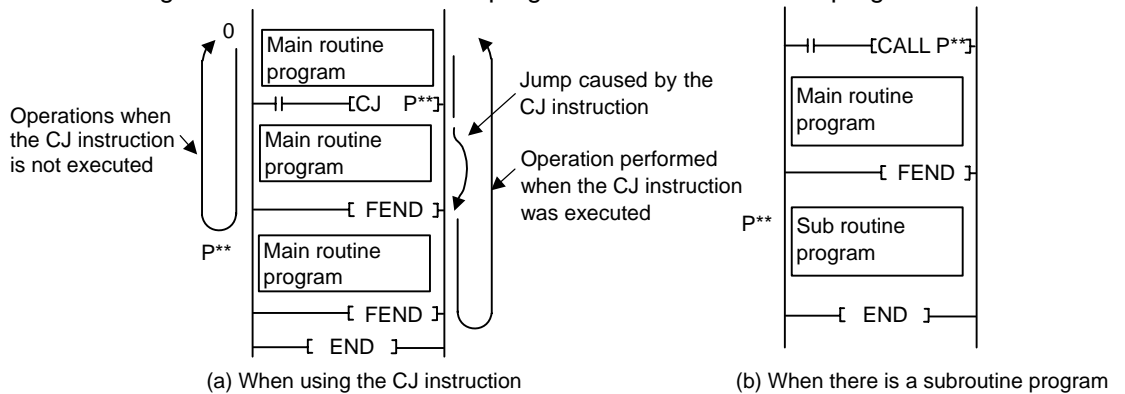 0
Main routine
program
CJ P**
Main routine
program
FEND
P**
Main routine
program
FEND
END
Operations when
the CJ instruction
is not executed
Jump caused by the
CJ instruction
Operation performed
when the CJ instruction
was executed
(a) When using the CJ instruction
CALL P**
Main routine
program
FEND
P**
Sub routine
program
END
(b) When there is a subroutine program